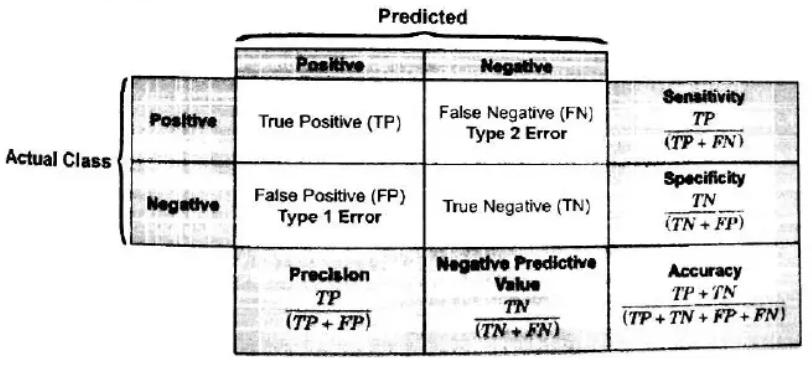 Predicted
Positive Negative
Positive True Positive (TP) False Negative (FN)
Type 2 Error Sensitivity
TP
(TP + FN)
Actual Class
Negative False Positive (FP)
Type 1 Error True Negative (TN) Specificity
TN
(TN + FP)
Precision
TP
(TP + FP)
Negative Predictive
Value
TN
(TN + FN)
Accuracy
TP + TN
(TP + TN + FP + FN)